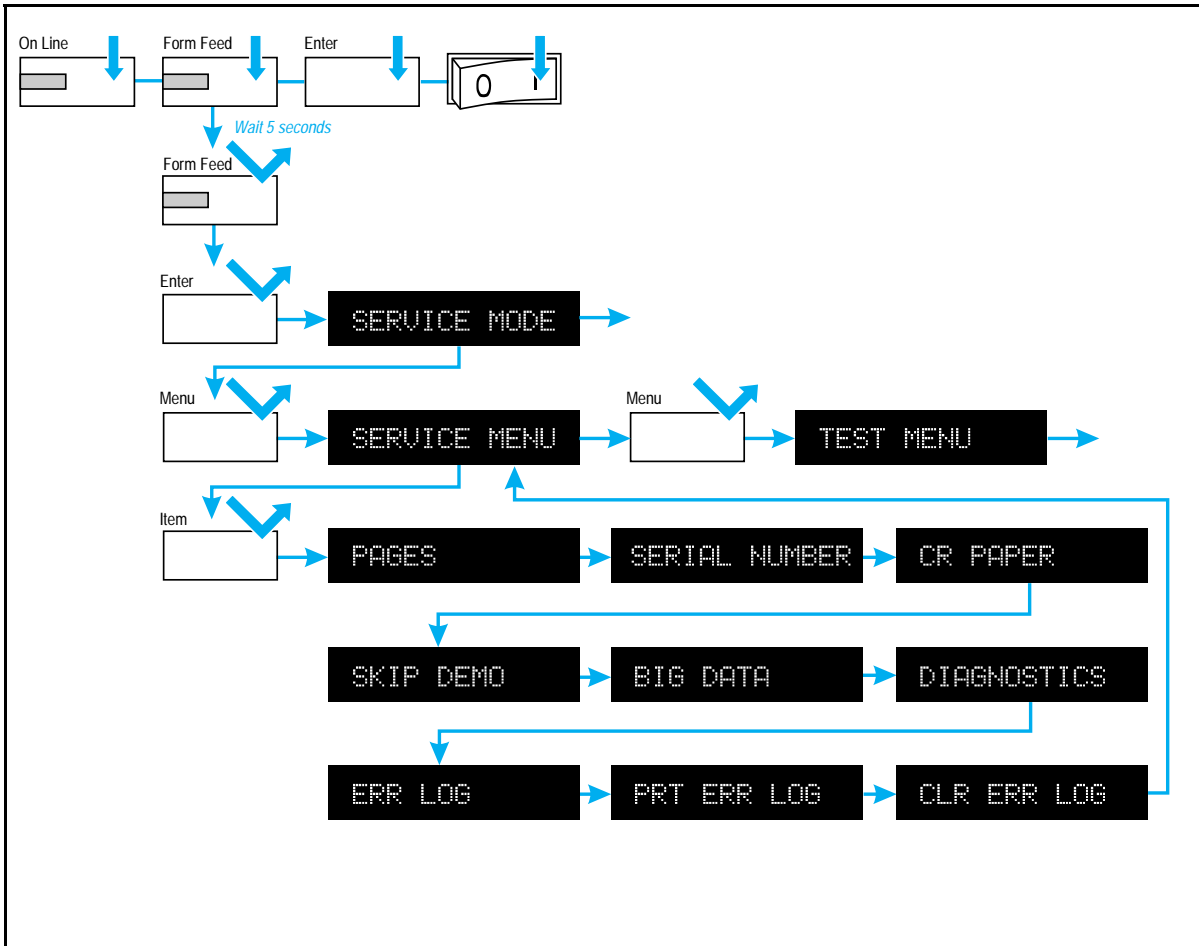 On Line
Form Feed
Enter
0 1
Wait 5 seconds
Form Feed
Enter
SERVICE MODE
Menu
SERVICE MENU
Menu
TEST MENU
Item
PAGES
SERIAL NUMBER
CR PAPER
SKIP DEMO
BIG DATA
DIAGNOSTICS
ERR LOG
PRT ERR LOG
CLR ERR LOG